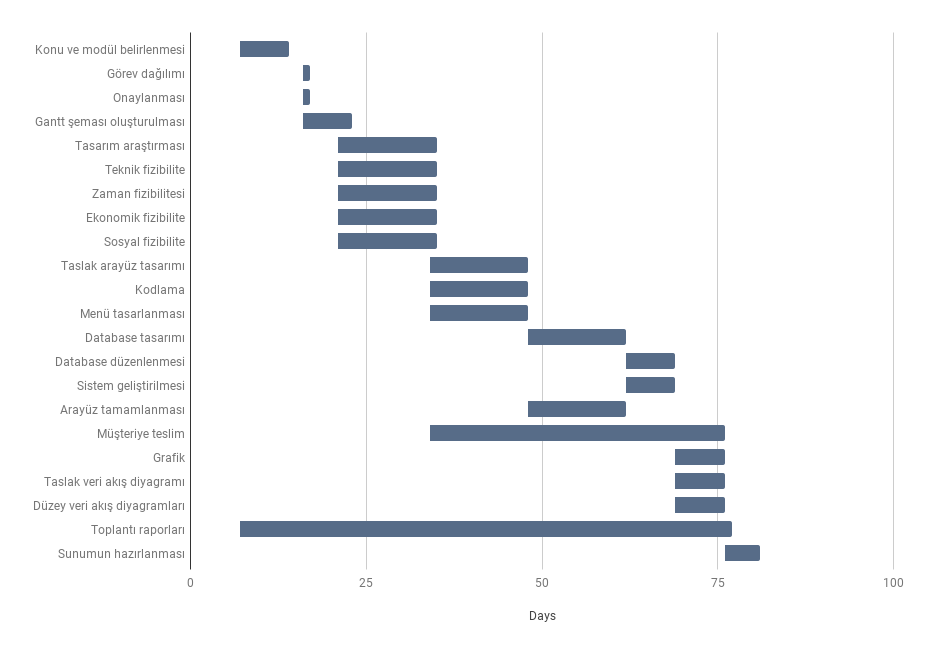 Konu ve modül belirlenmesi
Görev dağılımı
Onaylanması
Gantt şeması oluşturulması
Tasarım araştırması
Teknik fizibilite
Zaman fizibilitesi
Ekonomik fizibilite
Sosyal fizibilite
Taslak arayüz tasarımı
Kodlama
Menü tasarlanması
Database tasarımı
Database düzenlenmesi
Sistem geliştirilmesi
Arayüz tamamlanması
Müşteriye teslim
Grafik
Taslak veri akış diyagramı
Düzey veri akış diyagramları
Toplantı raporları
Sunumun hazırlanması
0 25 50 75 100
Days